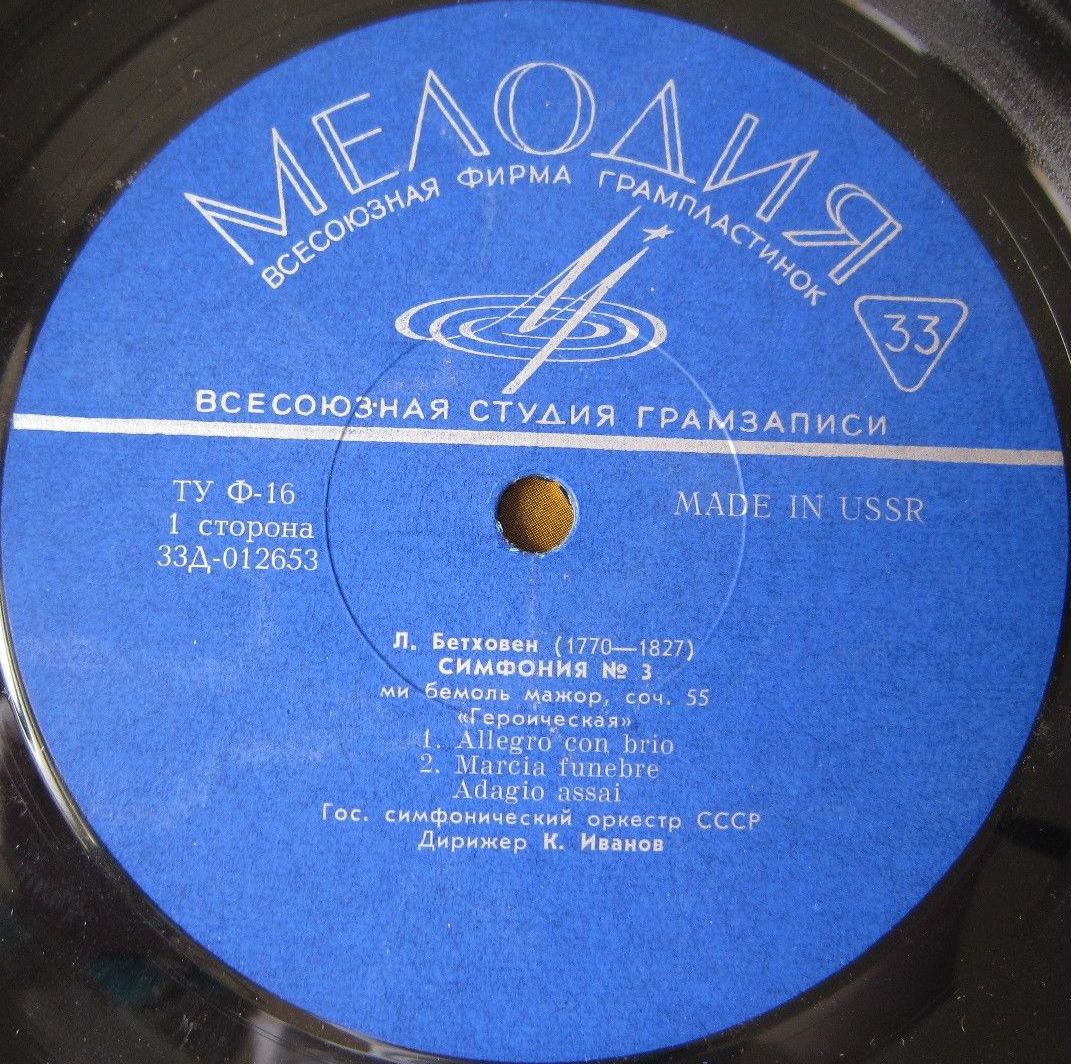 МЕЛОДИЯ
ВСЕСОЮЗНАЯ ФИРМА ГРАМПЛАСТИНОК
33
ВСЕСОЮЗНАЯ СТУДИЯ ГРАМЗАПИСИ
ТУ Ф-16
1 сторона
33Д-012653
MADE IN USSR
Л. Бетховен (1770—1827)
СИМФОНИЯ № 3
ми бемоль мажор, соч. 55
«Героическая»
1. Allegro con brio
2. Marcia funebre
Adagio assai
Гос. симфонический оркестр СССР
Дирижер К. Иванов